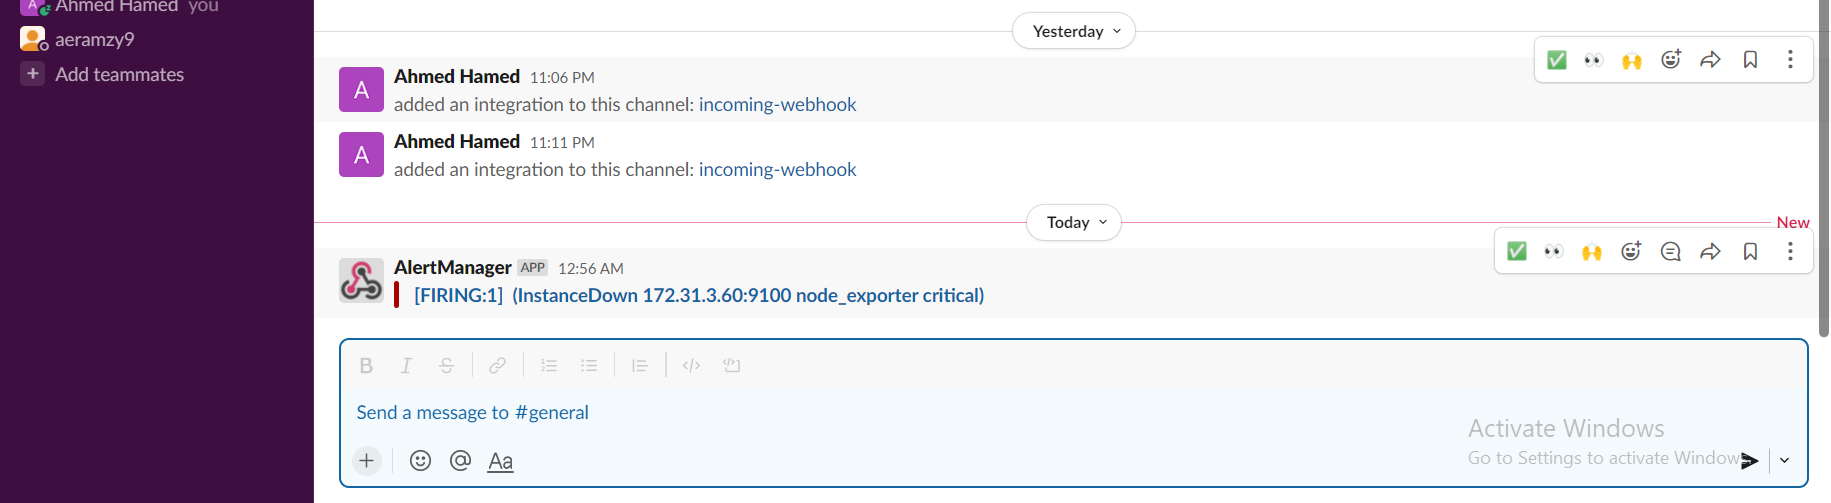 Ahmed Hamed you
aeramzy9
+ Add teammates
Yesterday
A
Ahmed Hamed 11:06 PM
added an integration to this channel: incoming-webhook
A
Ahmed Hamed 11:11 PM
added an integration to this channel: incoming-webhook
Today
New
AlertManager APP 12:56 AM
[FIRING:1] (InstanceDown 172.31.3.60:9100 node_exporter critical)
B I S
Send a message to #general
+ @ Aa
Activate Windows
Go to Settings to activate Windows